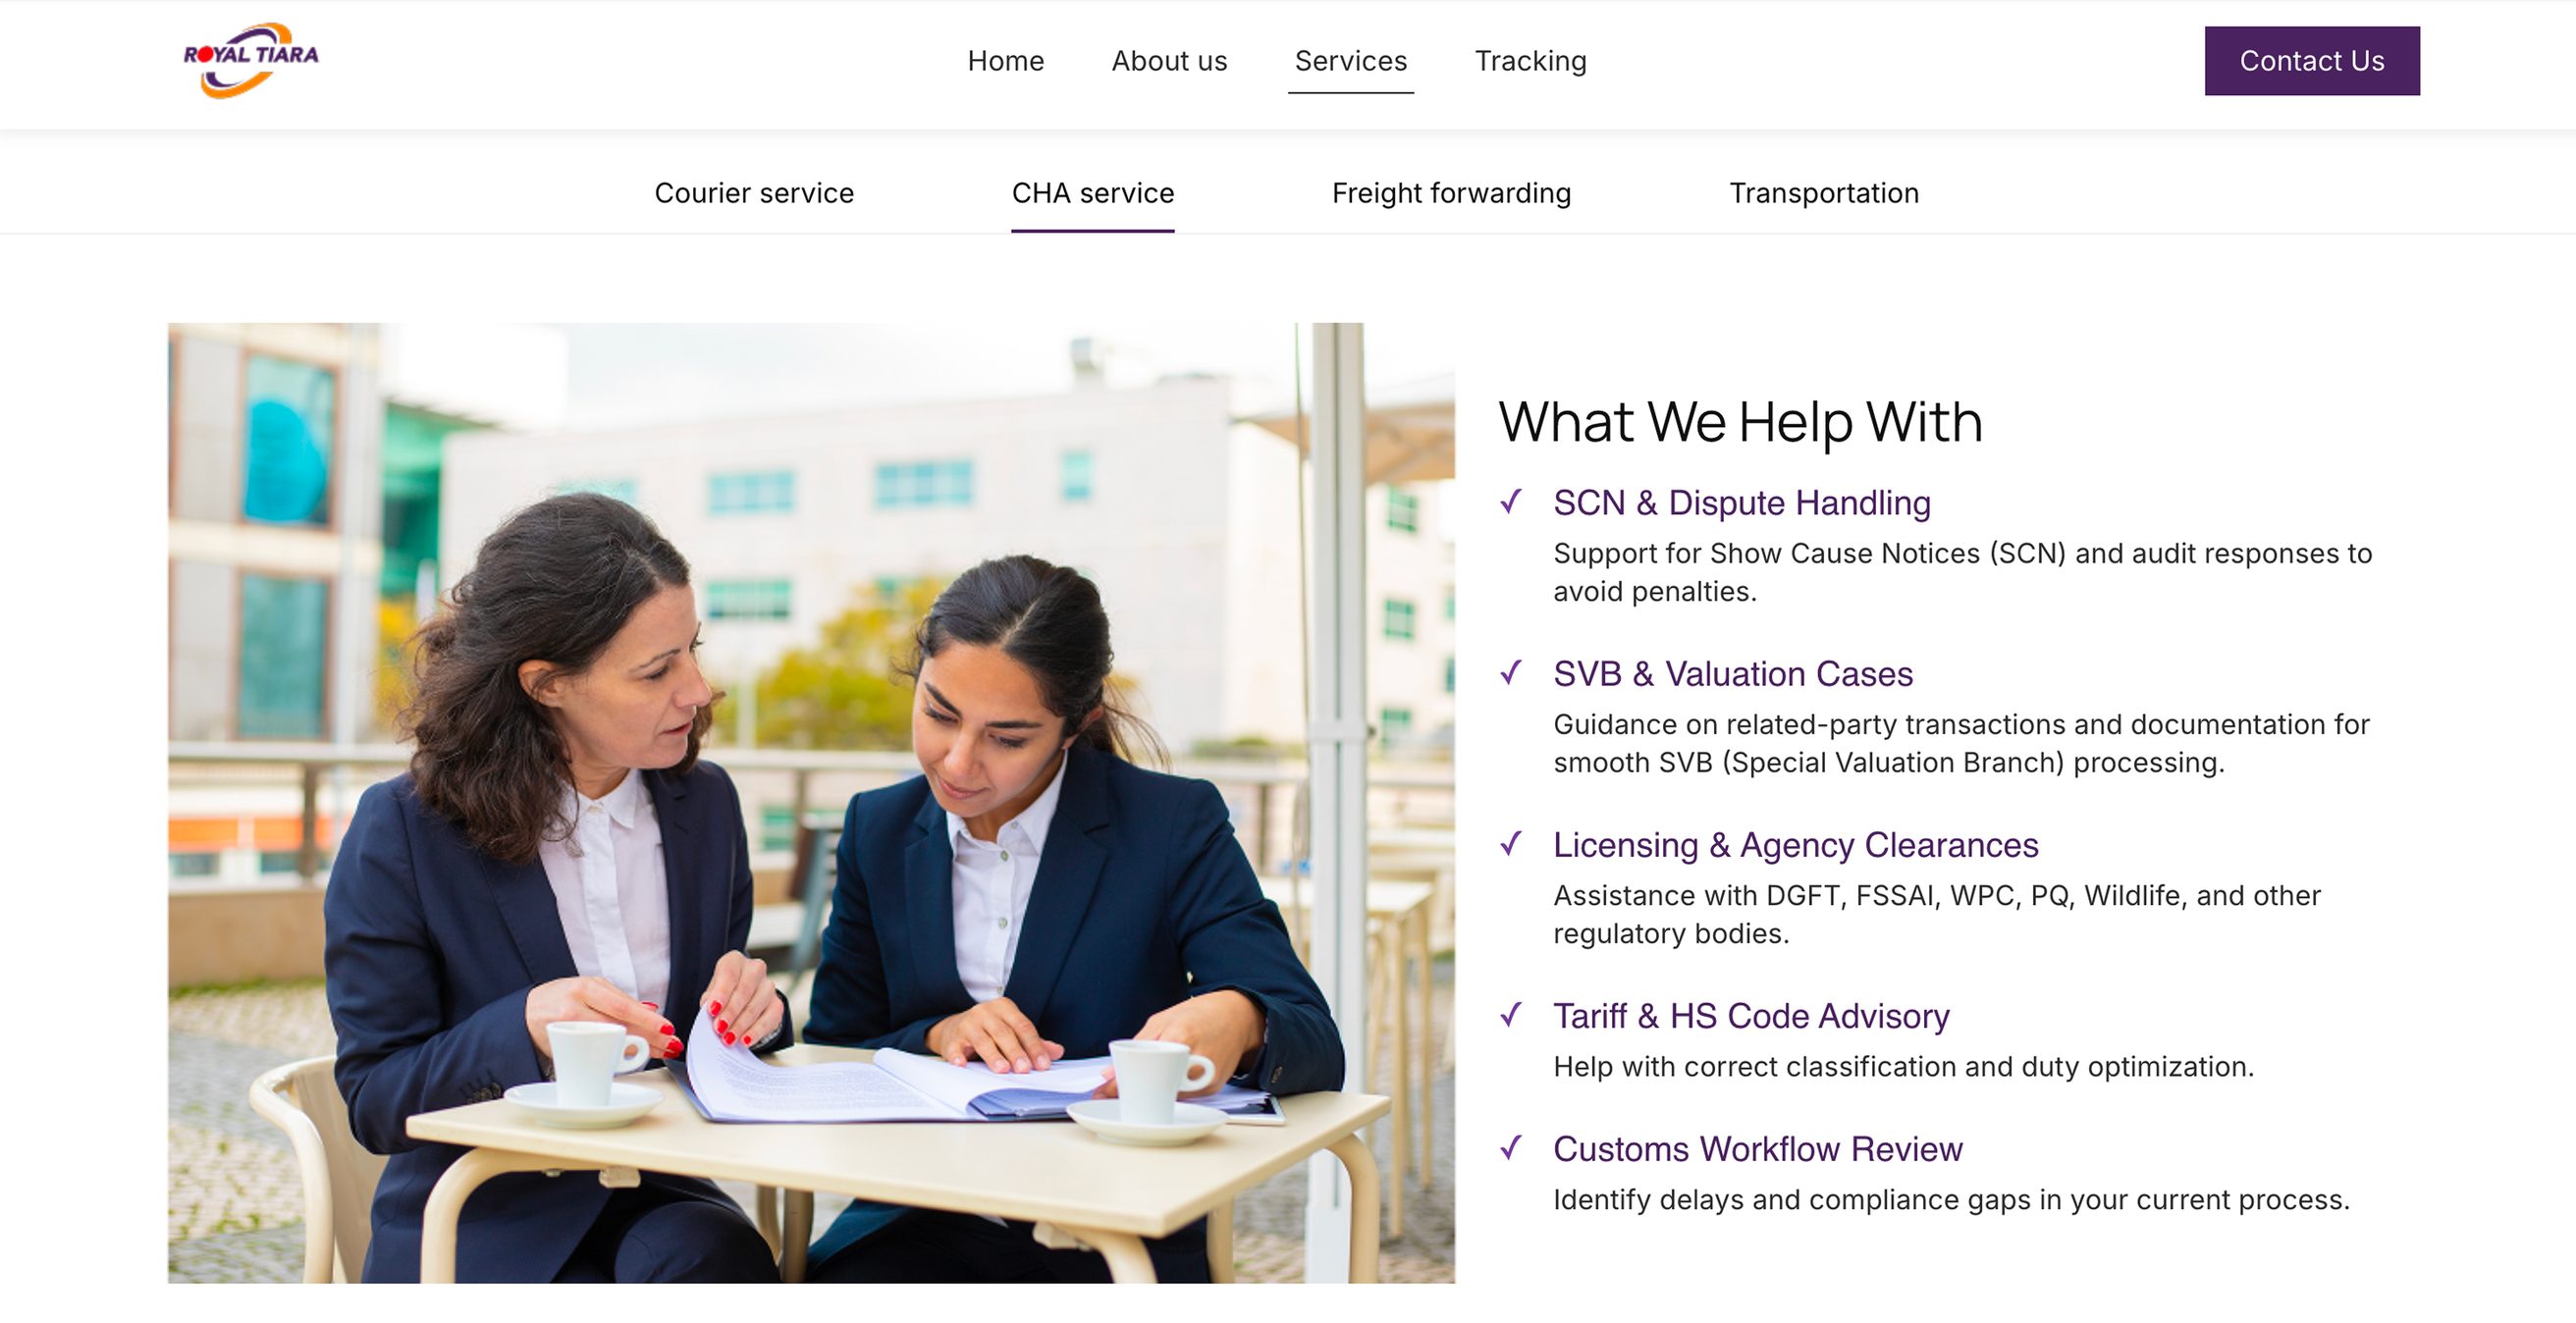 ROYAL TIARA
Home
About us
Services
Tracking
Contact Us
Courier service
CHA service
Freight forwarding
Transportation
What We Help With
✓ SCN & Dispute Handling
Support for Show Cause Notices (SCN) and audit responses to
avoid penalties.
✓ SVB & Valuation Cases
Guidance on related-party transactions and documentation for
smooth SVB (Special Valuation Branch) processing.
✓ Licensing & Agency Clearances
Assistance with DGFT, FSSAI, WPC, PQ, Wildlife, and other
regulatory bodies.
✓ Tariff & HS Code Advisory
Help with correct classification and duty optimization.
✓ Customs Workflow Review
Identify delays and compliance gaps in your current process.